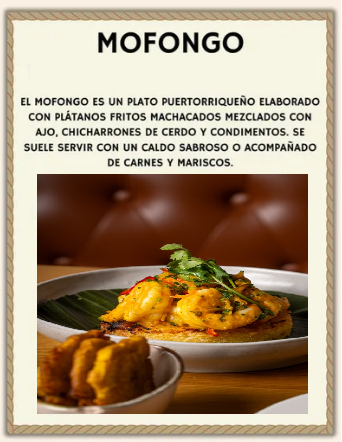 MOFONGO
EL MOFONGO ES UN PLATO PUERTORRIQUEÑO ELABORADO
CON PLÁTANOS FRITOS MACHACADOS MEZCLADOS CON
AJO, CHICHARRONES DE CERDO Y CONDIMENTOS. SE
SUELE SERVIR CON UN CALDO SABROSO O ACOMPAÑADO
DE CARNES Y MARISCOS.